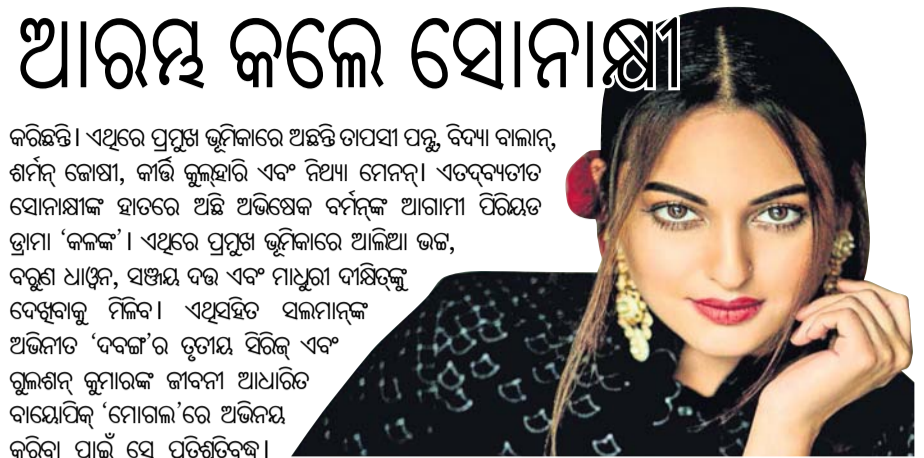 ଆରମ୍ଭ କଲେ ସୋନାକ୍ଷୀ
କରିଛନ୍ତି। ଏଥିରେ ପ୍ରମୁଖ ଭୂମିକାରେ ଅଛନ୍ତି ତାପସୀ ପନ୍ନୁ, ବିଦ୍ୟା ବାଲାନ୍,
ଶର୍ମନ୍ ଜୋଷୀ, କୀର୍ତ୍ତି କୁଲ୍‌ହାରି ଏବଂ ନିଥ୍ୟା ମେନନ୍। ଏତଦ୍‌ବ୍ୟତୀତ
ସୋନାକ୍ଷୀଙ୍କ ହାତରେ ଅଛି ଅଭିଷେକ ବର୍ମନ୍‌ଙ୍କ ଆଗାମୀ ପିରିୟଡ
ଡ୍ରାମା ‘କଳଙ୍କ’। ଏଥିରେ ପ୍ରମୁଖ ଭୂମିକାରେ ଆଲିଆ ଭଟ୍ଟ,
ବରୁଣ ଧାୱନ, ସଞ୍ଜୟ ଦତ୍ତ ଏବଂ ମାଧୁରୀ ଦୀକ୍ଷିତଙ୍କୁ
ଦେଖିବାକୁ ମିଳିବ। ଏଥିସହିତ ସଲମାନ୍‌ଙ୍କ
ଅଭିନୀତ ‘ଦବଙ୍ଗ’ର ତୃତୀୟ ସିରିଜ୍ ଏବଂ
ଗୁଲଶନ୍ କୁମାରଙ୍କ ଜୀବନୀ ଆଧାରିତ
ବାୟୋପିକ୍ ‘ମୋଗଲ’ରେ ଅଭିନୟ
କରିବା ପାଇଁ ସେ ପ୍ରତିଶ୍ରୁତିବଦ୍ଧ।